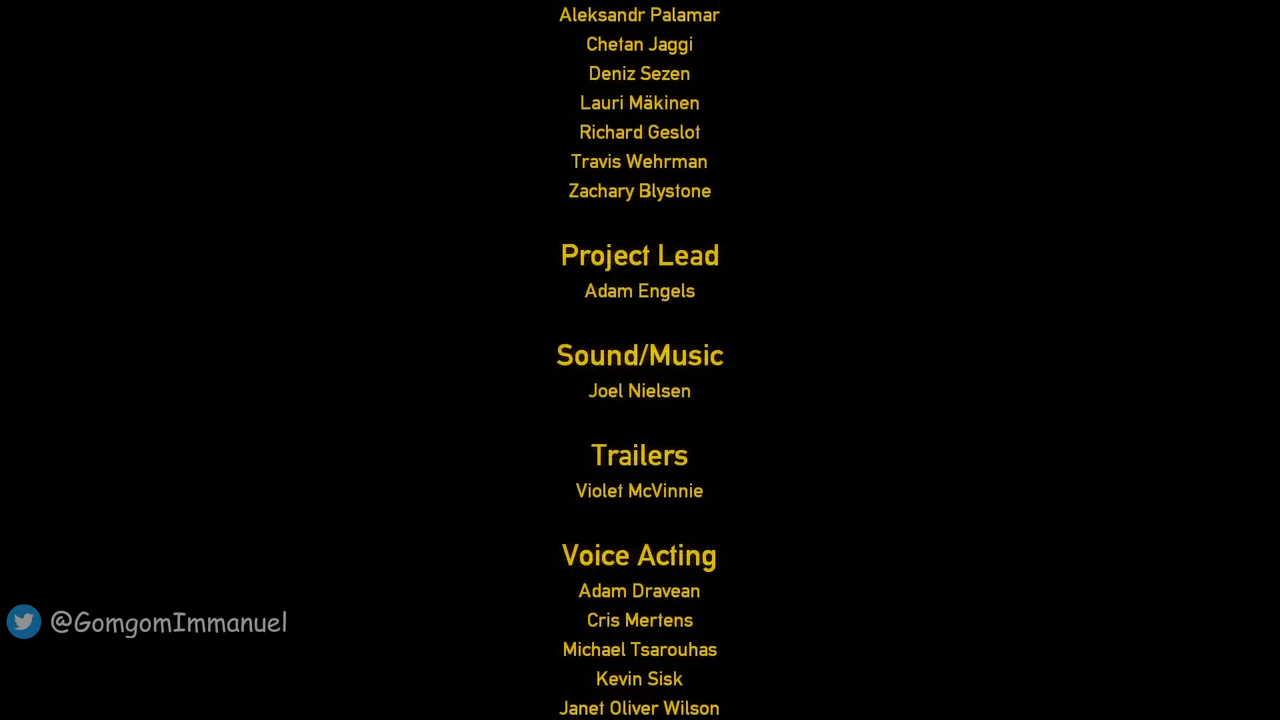 Aleksandr Palamar
Chetan Jaggi
Deniz Sezen
Lauri Mäkinen
Richard Geslot
Travis Wehrman
Zachary Blystone
Project Lead
Adam Engels
Sound/Music
Joel Nielsen
Trailers
Violet McVinnie
Voice Acting
Adam Dravean
Cris Mertens
Michael Tsarouhas
Kevin Sisk
Janet Oliver Wilson
@GomgomImmanuel